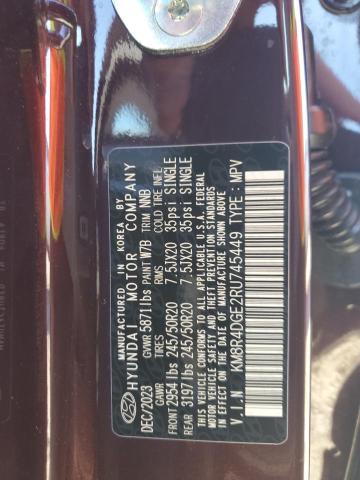 MANUFACTURED IN KOREA BY
HYUNDAI MOTOR COMPANY
DEC/2023 GVWR 5871 lbs PAINT W7B TRIM NNB
TIRES RIMS COLD TIRE INFL.
FRONT 2954 lbs 245/50R20 7.5JX20 35psi SINGLE
REAR 3197 lbs 245/50R20 7.5JX20 35psi SINGLE
THIS VEHICLE CONFORMS TO ALL APPLICABLE U.S.A. FEDERAL
MOTOR VEHICLE SAFETY AND THEFT PREVENTION STANDARDS
IN EFFECT ON THE DATE OF MANUFACTURE SHOWN ABOVE.
V.I.N. : KM8R4DGE2RU745449 TYPE : MPV